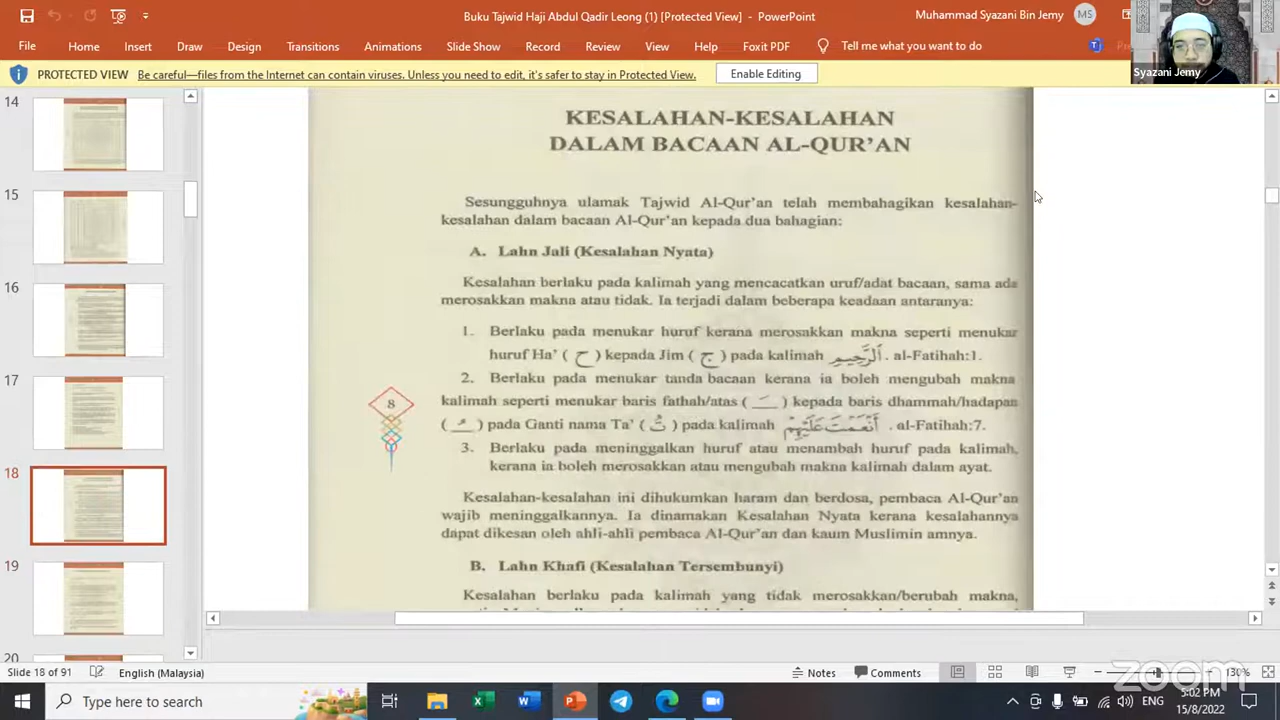 Buku Tajwid Haji Abdul Qadir Leong (1) [Protected View] - PowerPoint
Muhammad Syazani Bin Jemy
MS
File Home Insert Draw Design Transitions Animations Slide Show Record Review View Help Foxit PDF Tell me what you want to do
Syazani Jemy
PROTECTED VIEW Be careful—files from the Internet can contain viruses. Unless you need to edit, it's safer to stay in Protected View. Enable Editing
14
15
16
17
18
19
20
KESALAHAN-KESALAHAN
DALAM BACAAN AL-QUR'AN
Sesungguhnya ulamak Tajwid Al-Qur'an telah membahagikan kesalahan-
kesalahan dalam bacaan Al-Qur'an kepada dua bahagian:
A. Lahn Jali (Kesalahan Nyata)
Kesalahan berlaku pada kalimah yang mencacatkan uruf/adat bacaan, sama ada
merosakkan makna atau tidak. Ia terjadi dalam beberapa keadaan antaranya:
1. Berlaku pada menukar huruf kerana merosakkan makna seperti menukar
huruf Ha' ( ح ) kepada Jim ( ج ) pada kalimah اَلرَّحِيمِ . al-Fatihah:1.
2. Berlaku pada menukar tanda bacaan kerana ia boleh mengubah makna
kalimah seperti menukar baris fathah/atas ( ـَ ) kepada baris dhammah/hadapan
( ـُ ) pada Ganti nama Ta' ( تُ ) pada kalimah أَنْعَمْتَ عَلَيْهِمْ . al-Fatihah:7.
3. Berlaku pada meninggalkan huruf atau menambah huruf pada kalimah,
kerana ia boleh merosakkan atau mengubah makna kalimah dalam ayat.
8
Kesalahan-kesalahan ini dihukumkan haram dan berdosa, pembaca Al-Qur'an
wajib meninggalkannya. Ia dinamakan Kesalahan Nyata kerana kesalahannya
dapat dikesan oleh ahli-ahli pembaca Al-Qur'an dan kaum Muslimin amnya.
B. Lahn Khafi (Kesalahan Tersembunyi)
Kesalahan berlaku pada kalimah yang tidak merosakkan/berubah makna,
Slide 18 of 91 English (Malaysia) Notes Comments 130%
zoom
Type here to search
ENG
5:02 PM
15/8/2022